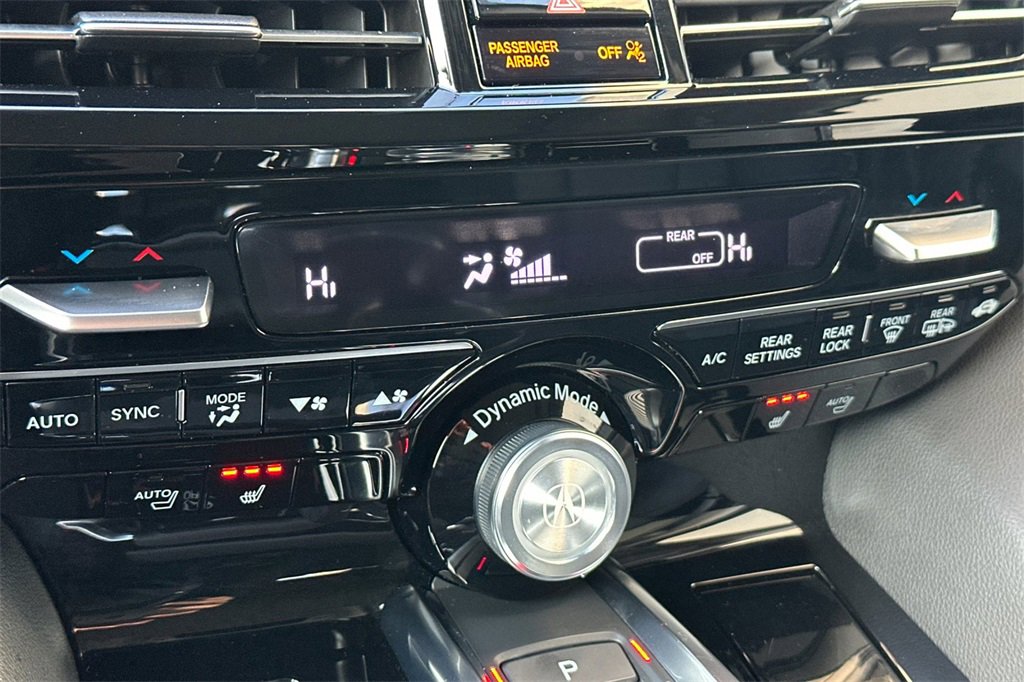 PASSENGER
AIRBAG
OFF
2
Hi
REAR
OFF
Hi
AUTO
SYNC
MODE
A/C
REAR
SETTINGS
REAR
LOCK
FRONT
REAR
Dynamic Mode
AUTO
AUTO
P